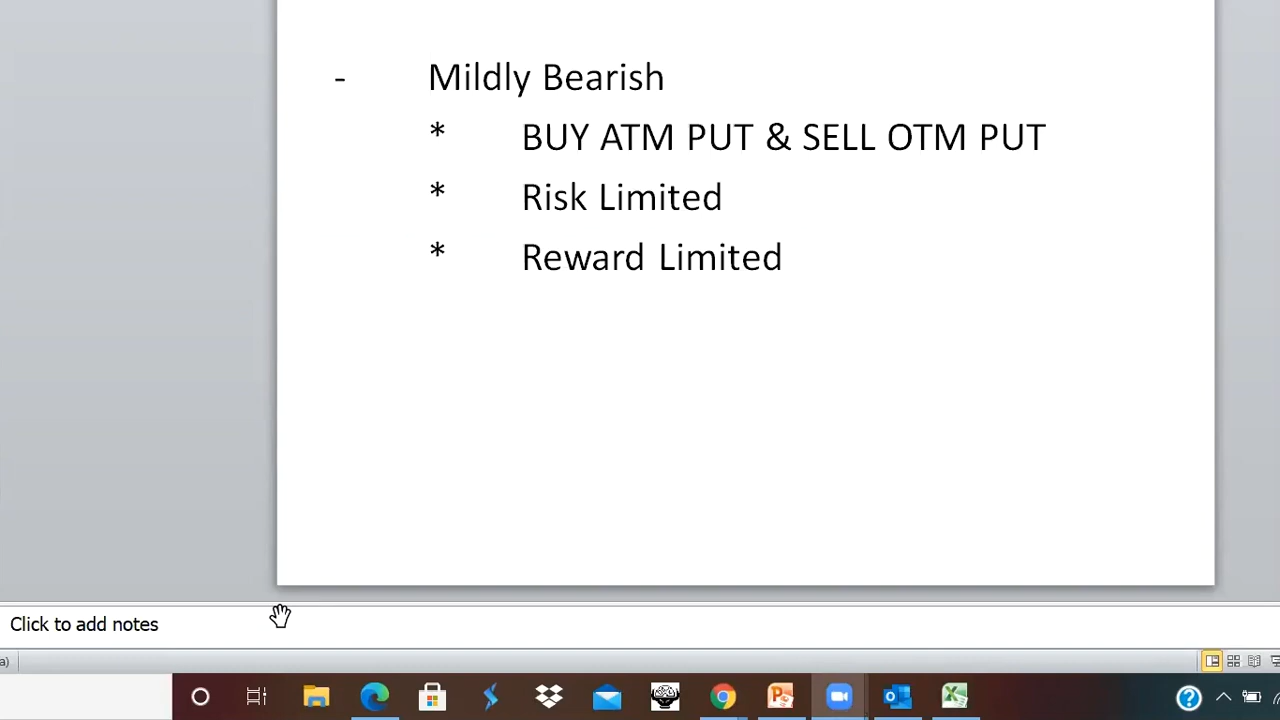 - Mildly Bearish
* BUY ATM PUT & SELL OTM PUT
* Risk Limited
* Reward Limited
Click to add notes
a)